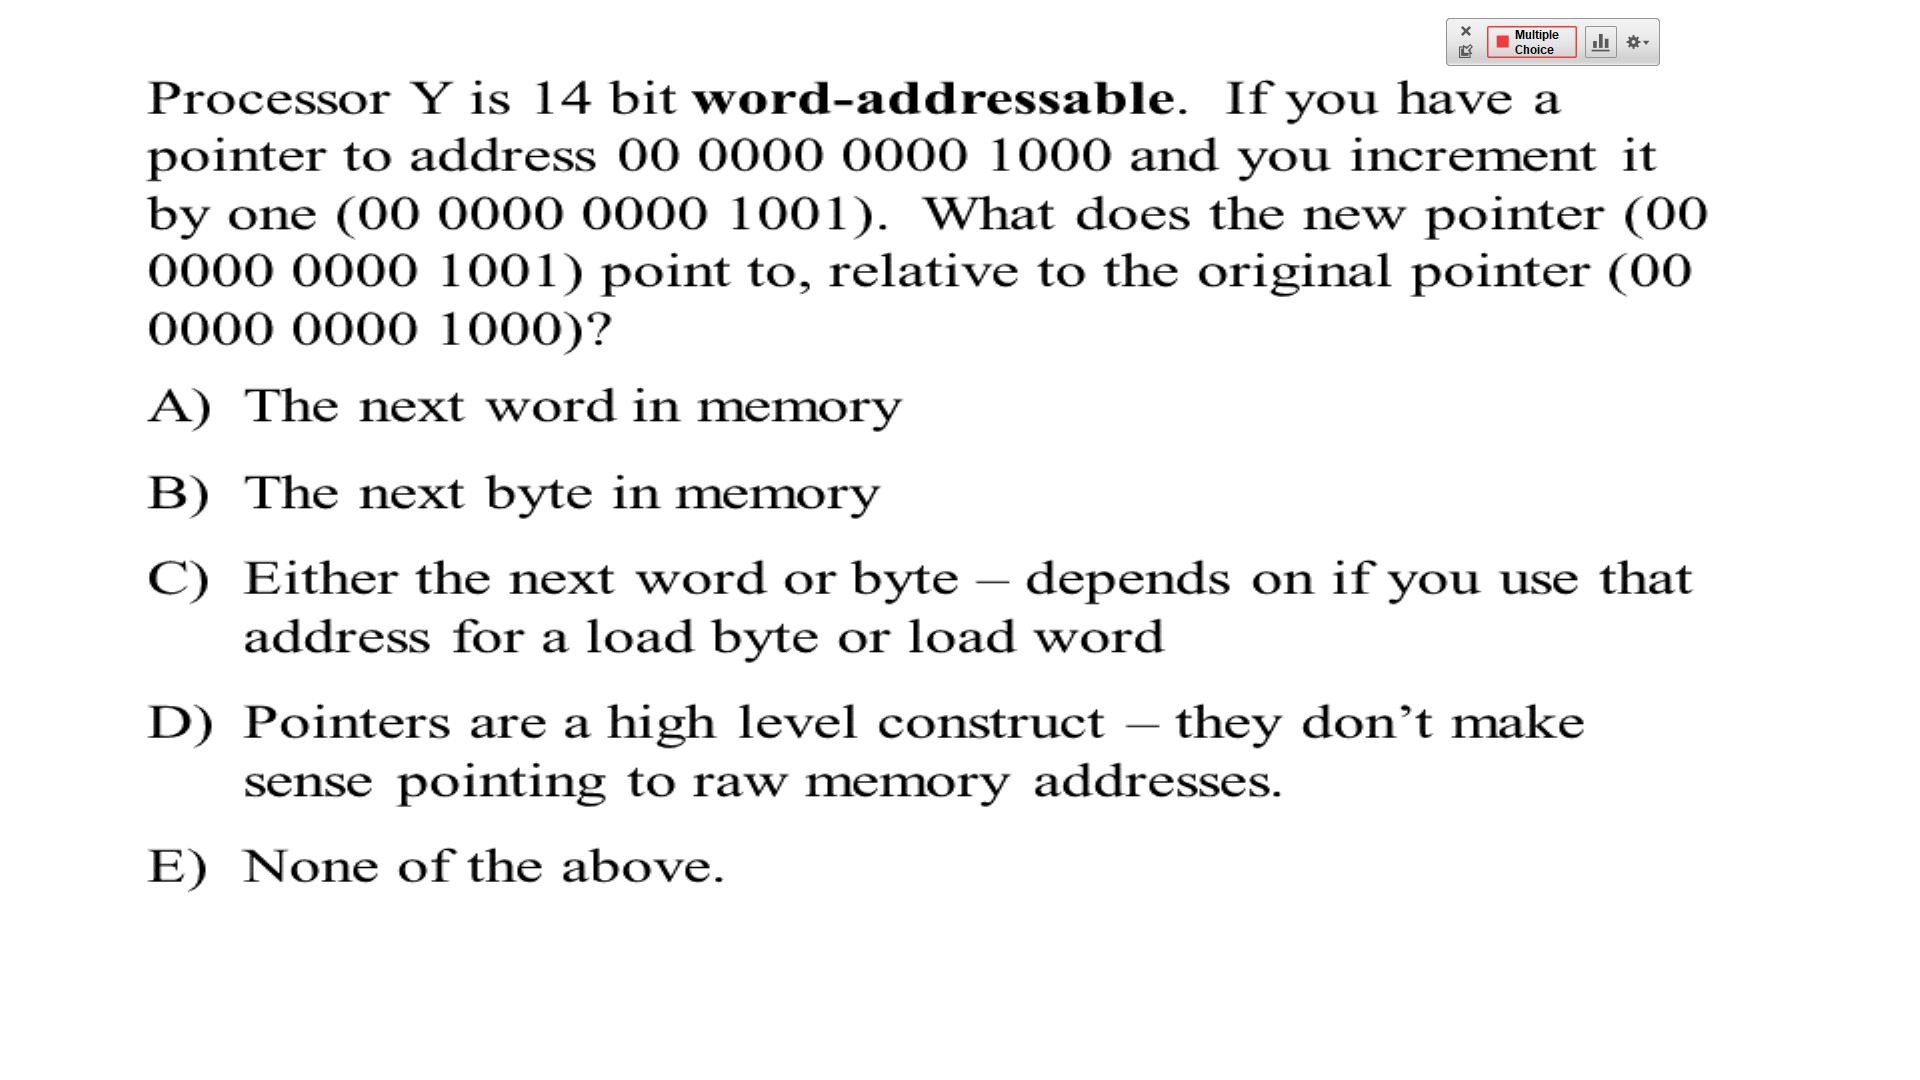 Multiple
Choice
Processor Y is 14 bit word-addressable. If you have a
pointer to address 00 0000 0000 1000 and you increment it
by one (00 0000 0000 1001). What does the new pointer (00
0000 0000 1001) point to, relative to the original pointer (00
0000 0000 1000)?
A) The next word in memory
B) The next byte in memory
C) Either the next word or byte – depends on if you use that
address for a load byte or load word
D) Pointers are a high level construct – they don’t make
sense pointing to raw memory addresses.
E) None of the above.